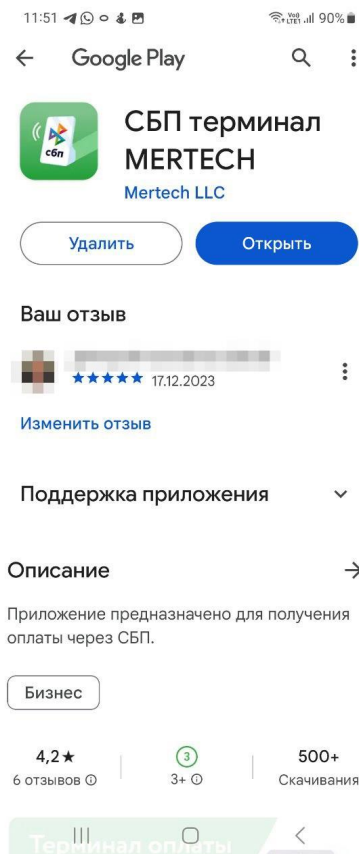 11:51 90%
Google Play
сбп
СБП терминал
MERTECH
Mertech LLC
Удалить Открыть
Ваш отзыв
★★★★★ 17.12.2023
Изменить отзыв
Поддержка приложения
Описание
Приложение предназначено для получения
оплаты через СБП.
Бизнес
4,2★ 3 500+
6 отзывов 3+ Скачивания
Терминал оплаты